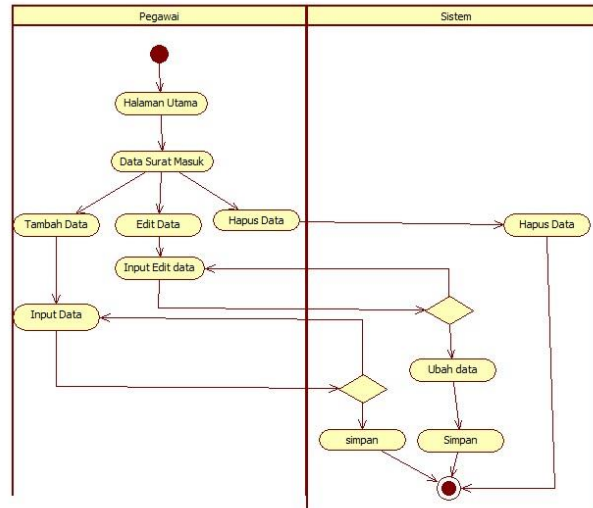 Pegawai
Sistem
Halaman Utama
Data Surat Masuk
Tambah Data
Edit Data
Hapus Data
Hapus Data
Input Edit data
Input Data
Ubah data
simpan
Simpan